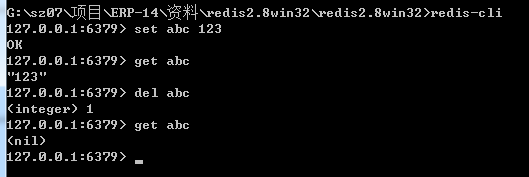 G:\sz07\项目\ERP-14\资料\redis2.8win32\redis2.8win32>redis-cli
127.0.0.1:6379> set abc 123
OK
127.0.0.1:6379> get abc
"123"
127.0.0.1:6379> del abc
(integer) 1
127.0.0.1:6379> get abc
(nil)
127.0.0.1:6379> _